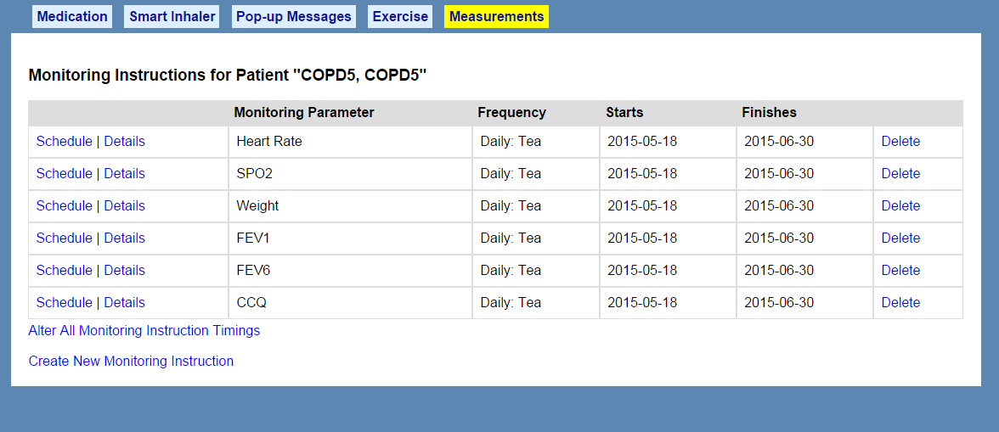 Medication Smart Inhaler Pop-up Messages Exercise Measurements
Monitoring Instructions for Patient "COPD5, COPD5"
Monitoring Parameter Frequency Starts Finishes
Schedule | Details Heart Rate Daily: Tea 2015-05-18 2015-06-30 Delete
Schedule | Details SPO2 Daily: Tea 2015-05-18 2015-06-30 Delete
Schedule | Details Weight Daily: Tea 2015-05-18 2015-06-30 Delete
Schedule | Details FEV1 Daily: Tea 2015-05-18 2015-06-30 Delete
Schedule | Details FEV6 Daily: Tea 2015-05-18 2015-06-30 Delete
Schedule | Details CCQ Daily: Tea 2015-05-18 2015-06-30 Delete
Alter All Monitoring Instruction Timings
Create New Monitoring Instruction